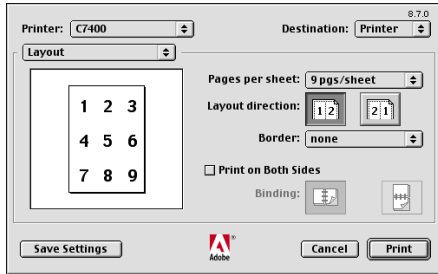 8.7.0
Printer: C7400 Destination: Printer
Layout
Pages per sheet: 9 pgs/sheet
1 2 3
4 5 6
7 8 9
Layout direction: 1 2 2 1
Border: none
Print on Both Sides
Binding:
Save Settings Adobe® Cancel Print